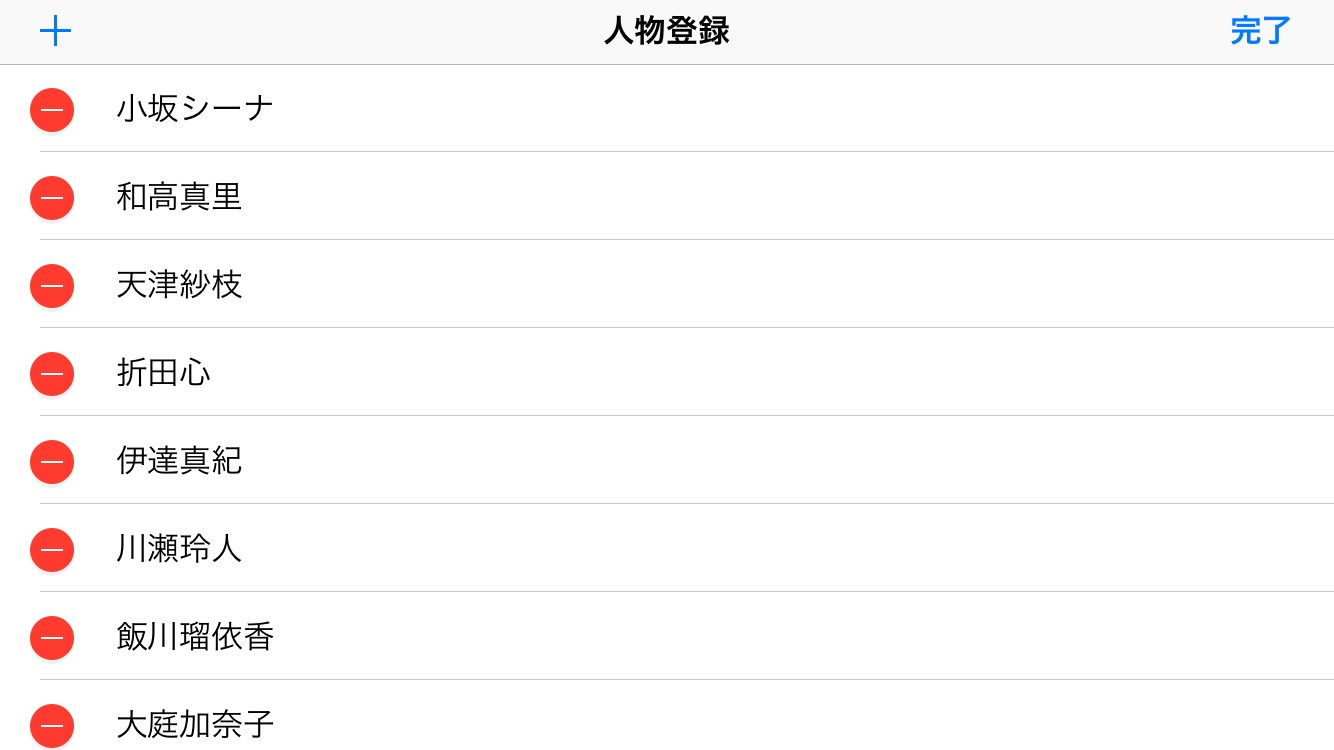 人物登録
完了
小坂シーナ
和高真里
天津紗枝
折田心
伊達真紀
川瀬玲人
飯川瑠依香
大庭加奈子